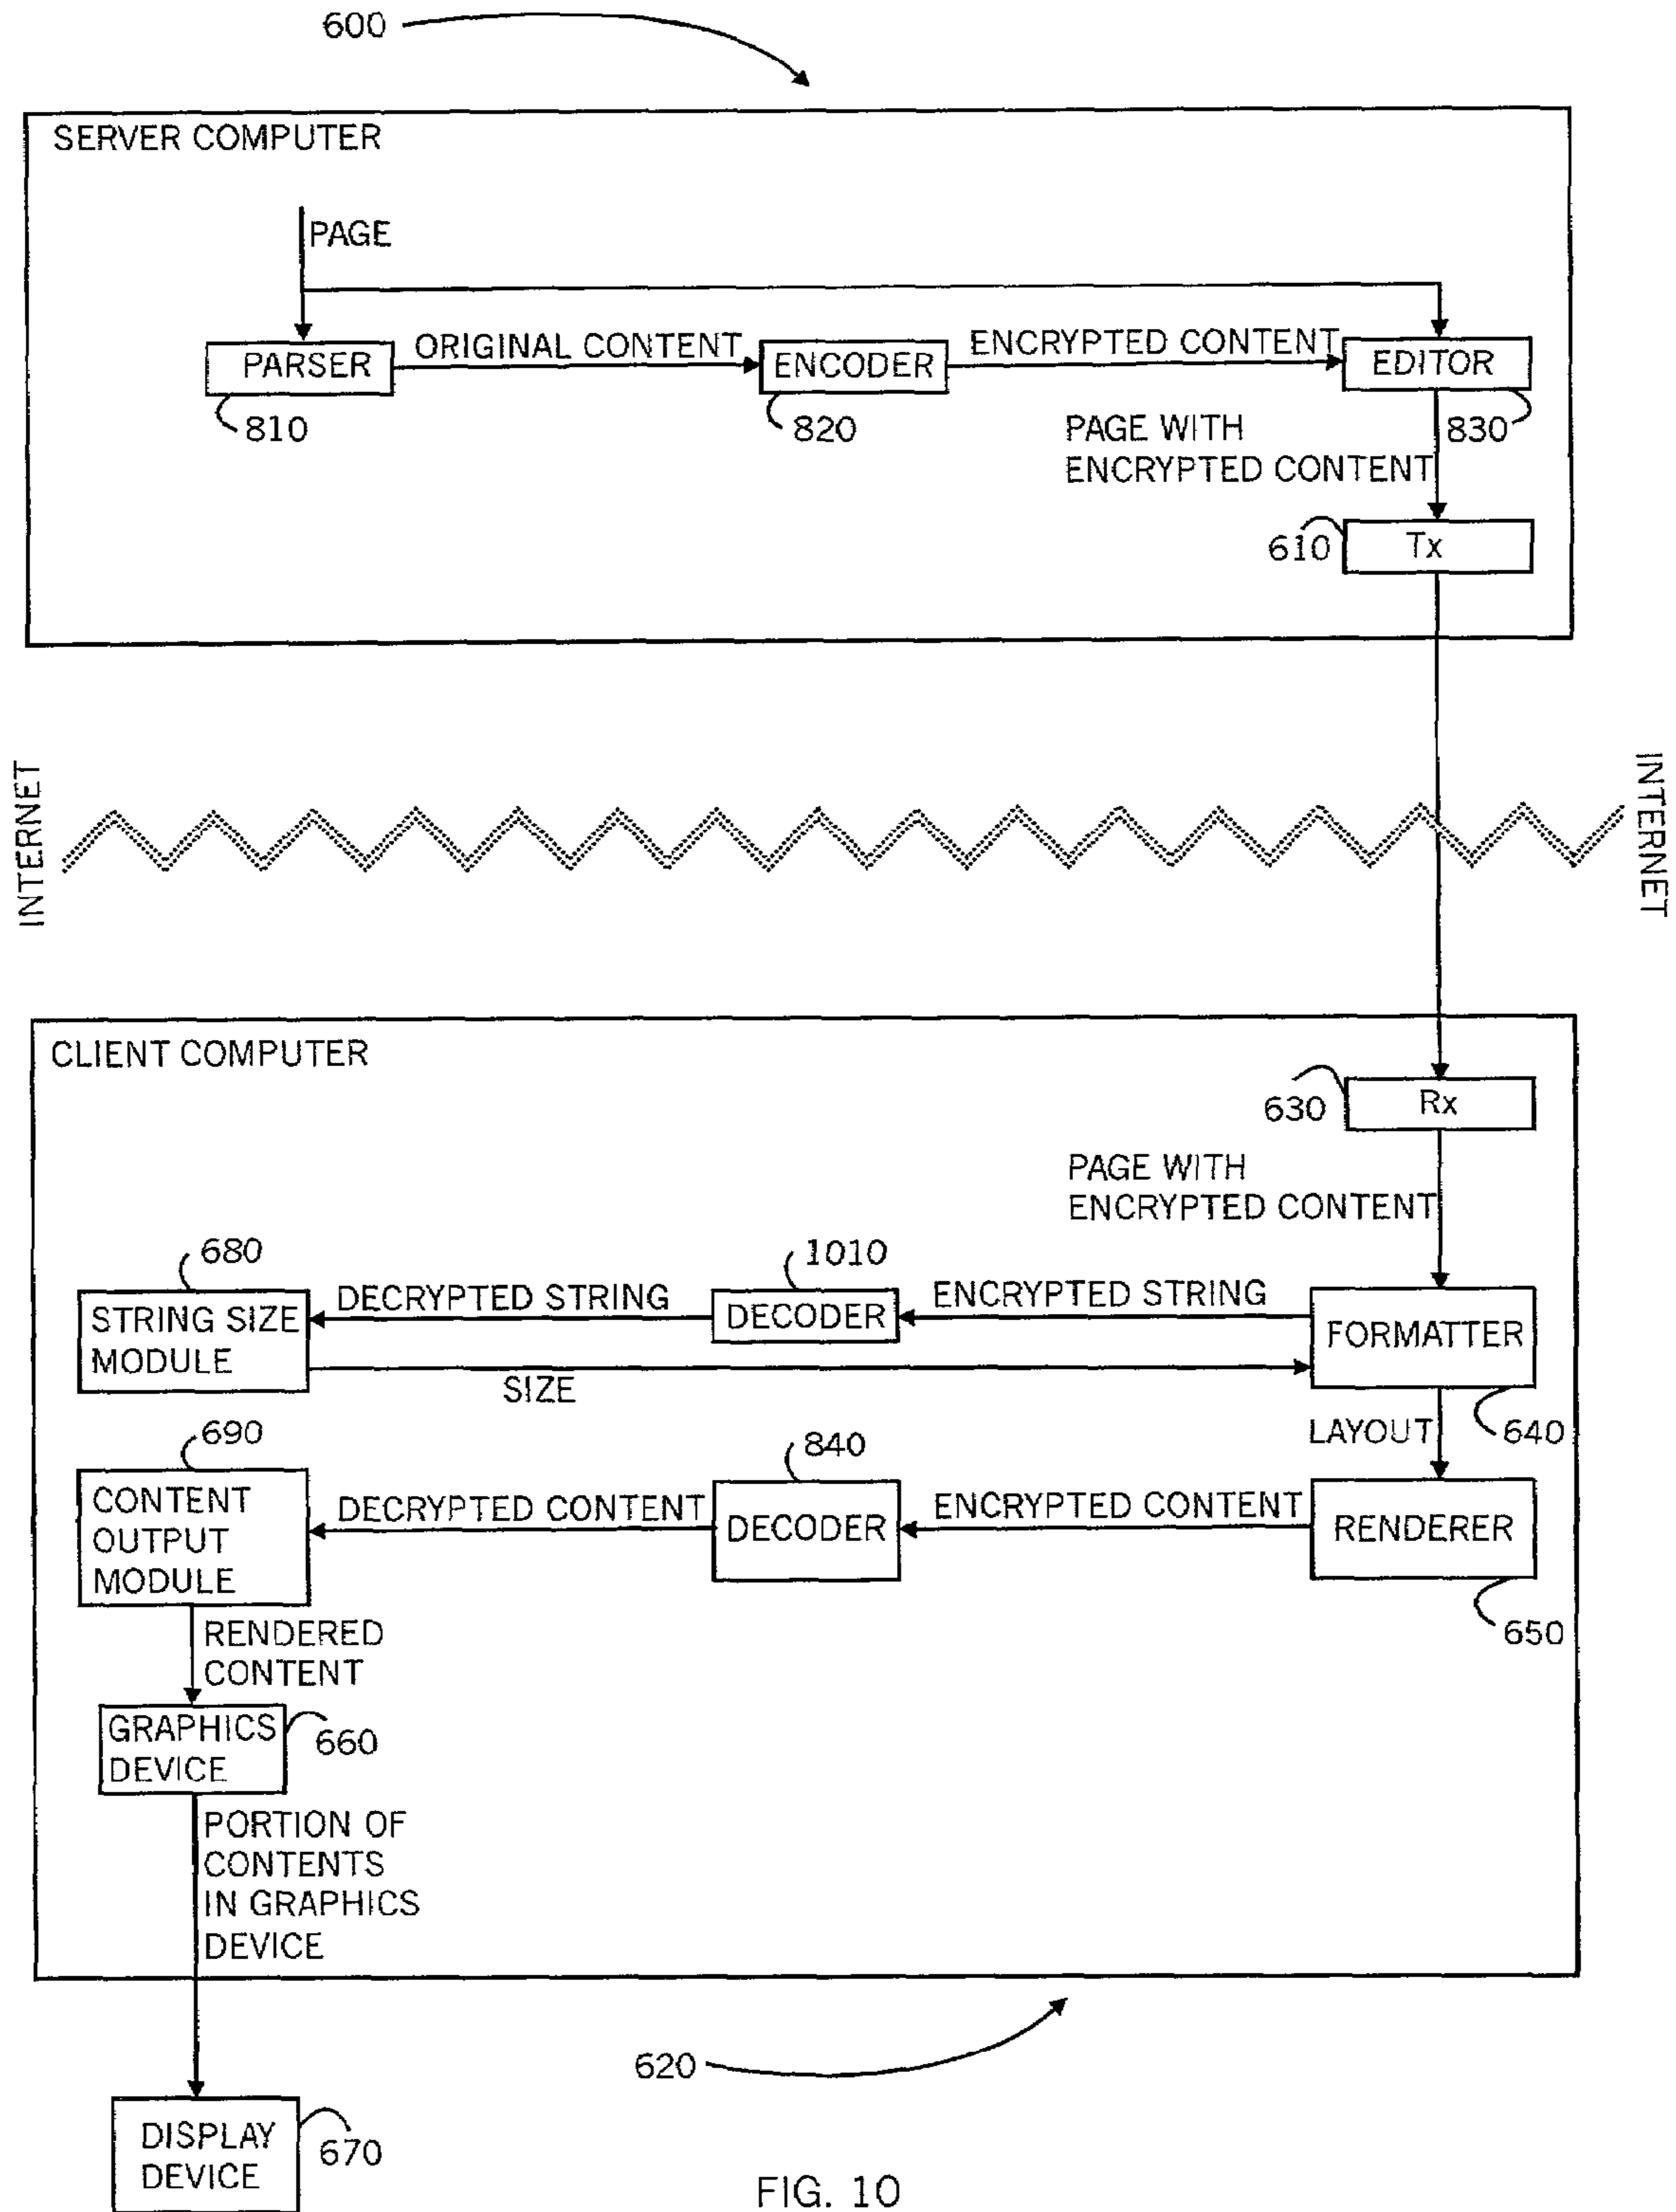 600
SERVER COMPUTER
PAGE
PARSER
ORIGINAL CONTENT
ENCODER
ENCRYPTED CONTENT
EDITOR
810
820
830
PAGE WITH
ENCRYPTED CONTENT
610
Tx
INTERNET
INTERNET
CLIENT COMPUTER
630
Rx
PAGE WITH
ENCRYPTED CONTENT
680
1010
STRING SIZE
MODULE
DECRYPTED STRING
DECODER
ENCRYPTED STRING
FORMATTER
SIZE
640
LAYOUT
690
840
CONTENT
OUTPUT
MODULE
DECRYPTED CONTENT
DECODER
ENCRYPTED CONTENT
RENDERER
650
RENDERED
CONTENT
GRAPHICS
DEVICE
660
PORTION OF
CONTENTS
IN GRAPHICS
DEVICE
620
DISPLAY
DEVICE
670
FIG. 10